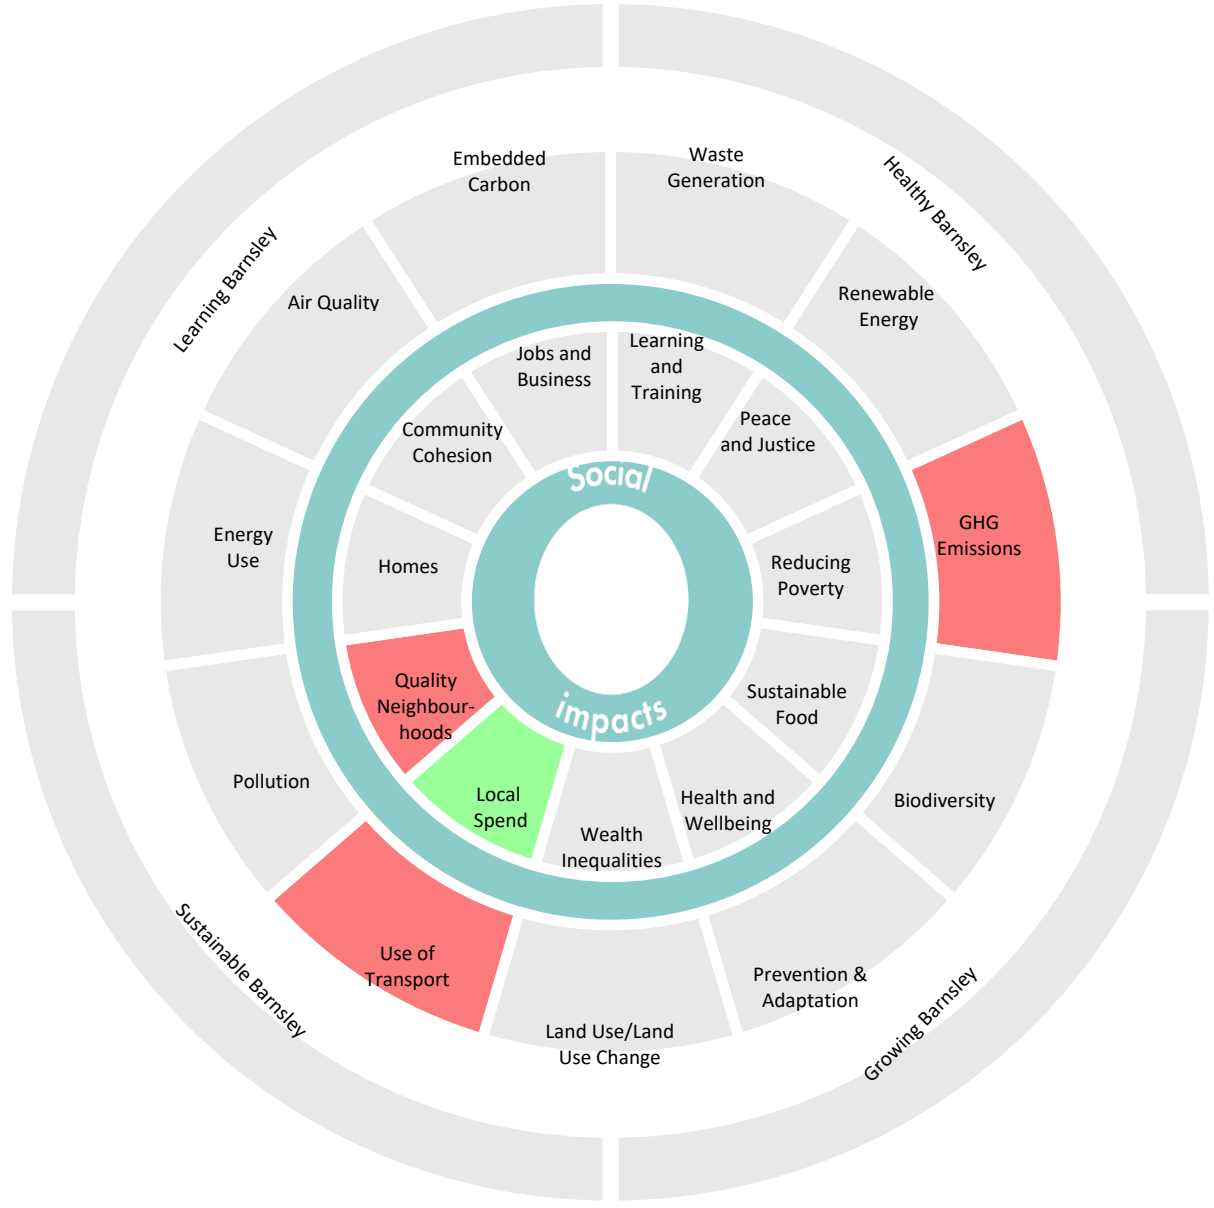 Embedded
Carbon
Waste
Generation
Healthy Barnsley
Learning Barnsley
Air Quality
Renewable
Energy
Jobs and
Business
Learning
and
Training
Community
Cohesion
Peace
and Justice
Social
Energy
Use
Homes
Reducing
Poverty
GHG
Emissions
Quality
Neighbour-
hoods
Sustainable
Food
impacts
Pollution
Local
Spend
Wealth
Inequalities
Health and
Wellbeing
Biodiversity
Sustainable Barnsley
Use of
Transport
Land Use/Land
Use Change
Prevention &
Adaptation
Growing Barnsley